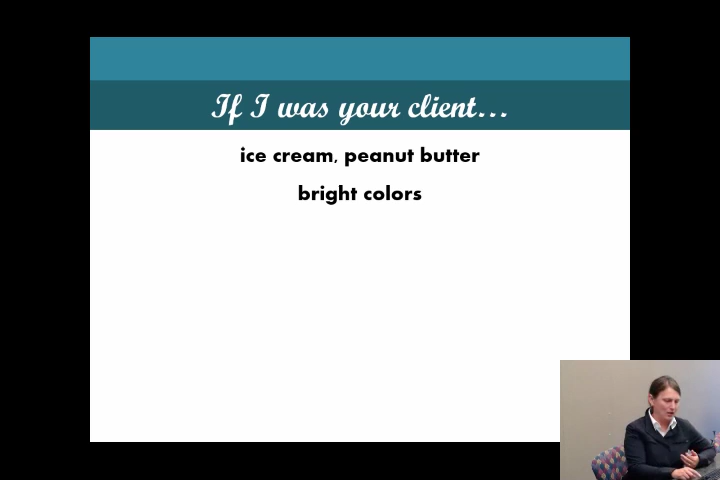 If I was your client...
ice cream, peanut butter
bright colors